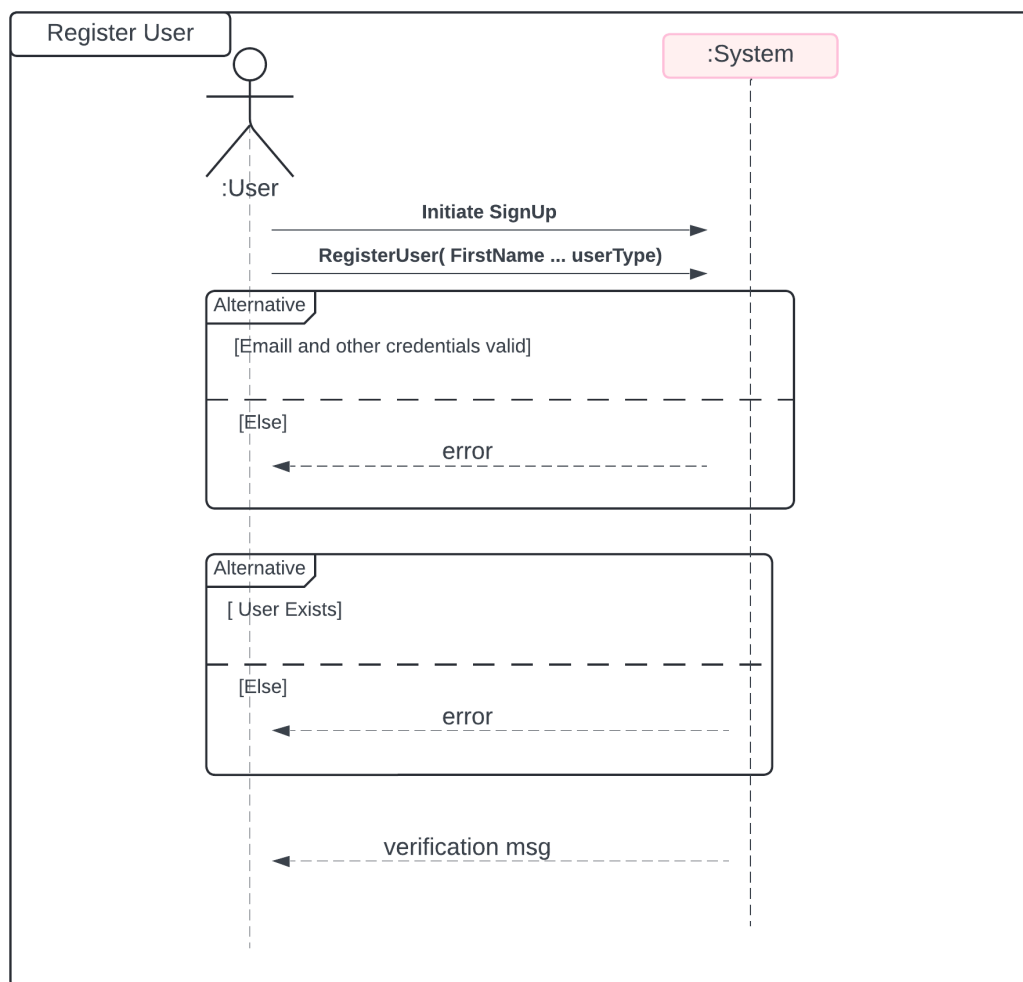 Register User
:System
:User
Initiate SignUp
RegisterUser( FirstName ... userType)
Alternative
[Emaill and other credentials valid]
[Else]
error
Alternative
[ User Exists]
[Else]
error
verification msg